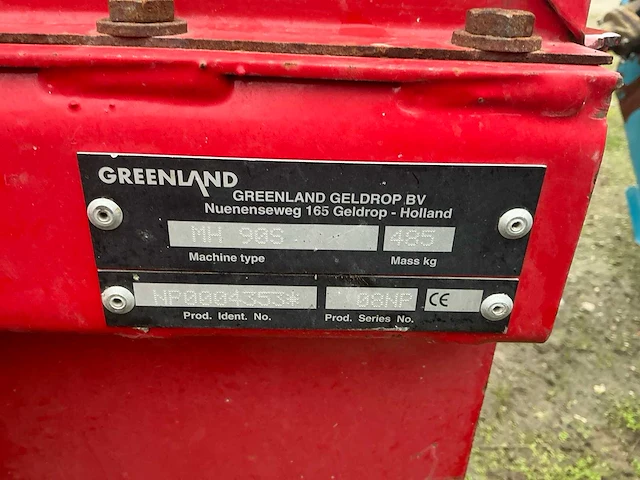 GREENLAND
GREENLAND GELDROP BV
Nuenenseweg 165 Geldrop - Holland
MH 90S 485
Machine type Mass kg
NP0004353* 08NP CE
Prod. Ident. No. Prod. Series No.